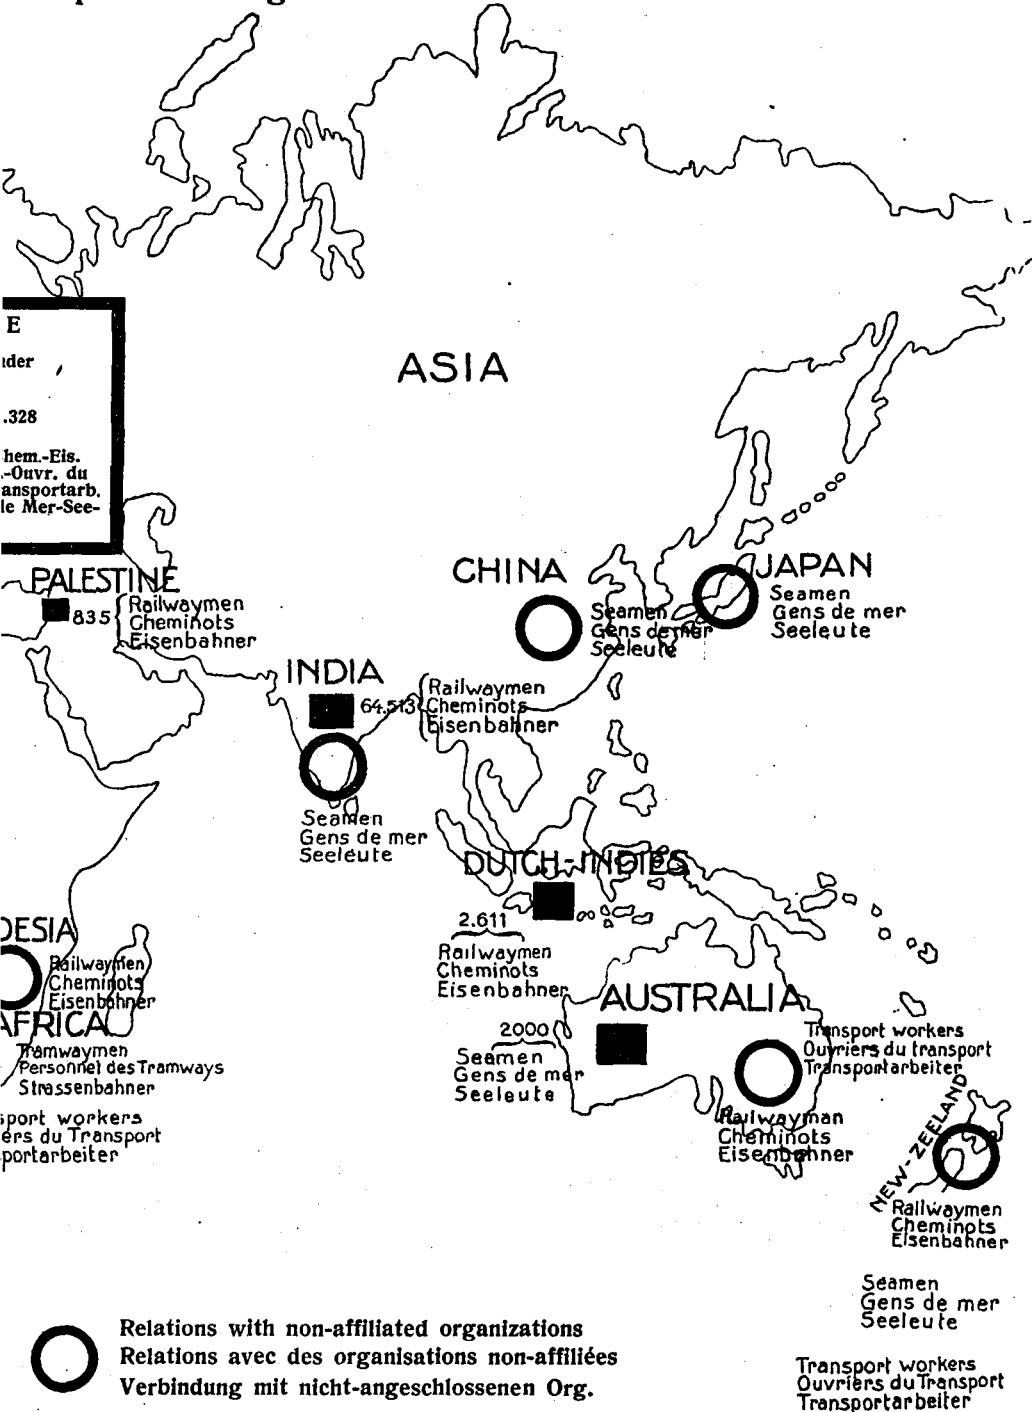 E
.328
hem.-Eis.
.-Ouvr. du
ansportarb.
le Mer-See-
ASIA
PALESTINE
835
Railwaymen
Cheminots
Eisenbahner
CHINA
Seamen
Gens de mer
Seeleute
JAPAN
Seamen
Gens de mer
Seeleute
INDIA
64.513
Railwaymen
Cheminots
Eisenbahner
Seamen
Gens de mer
Seeleute
DUTCH-INDIES
2.611
Railwaymen
Cheminots
Eisenbahner
DESIA
Railwaymen
Cheminots
Eisenbahner
AFRICA
Tramwaymen
Personnel des Tramways
Strassenbahner
sport workers
ers du Transport
portarbeiter
AUSTRALIA
2000
Seamen
Gens de mer
Seeleute
Transport workers
Ouvriers du transport
Transportarbeiter
Railwayman
Cheminots
Eisenbahner
NEW-ZEELAND
Railwaymen
Cheminots
Eisenbahner
Seamen
Gens de mer
Seeleute
Transport workers
Ouvriers du Transport
Transportarbeiter
Relations with non-affiliated organizations
Relations avec des organisations non-affiliées
Verbindung mit nicht-angeschlossenen Org.